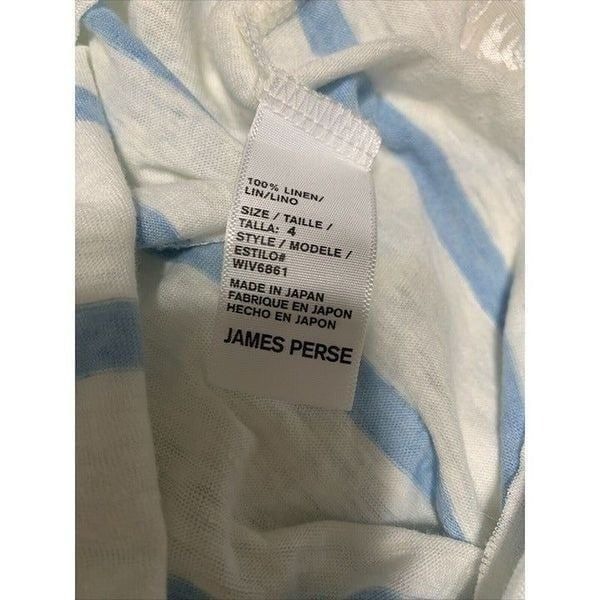 100% LINEN/
LIN/LINO
SIZE / TAILLE /
TALLA: 4
STYLE / MODELE /
ESTILO#
WIV6861
MADE IN JAPAN
FABRIQUE EN JAPON
HECHO EN JAPON
JAMES PERSE